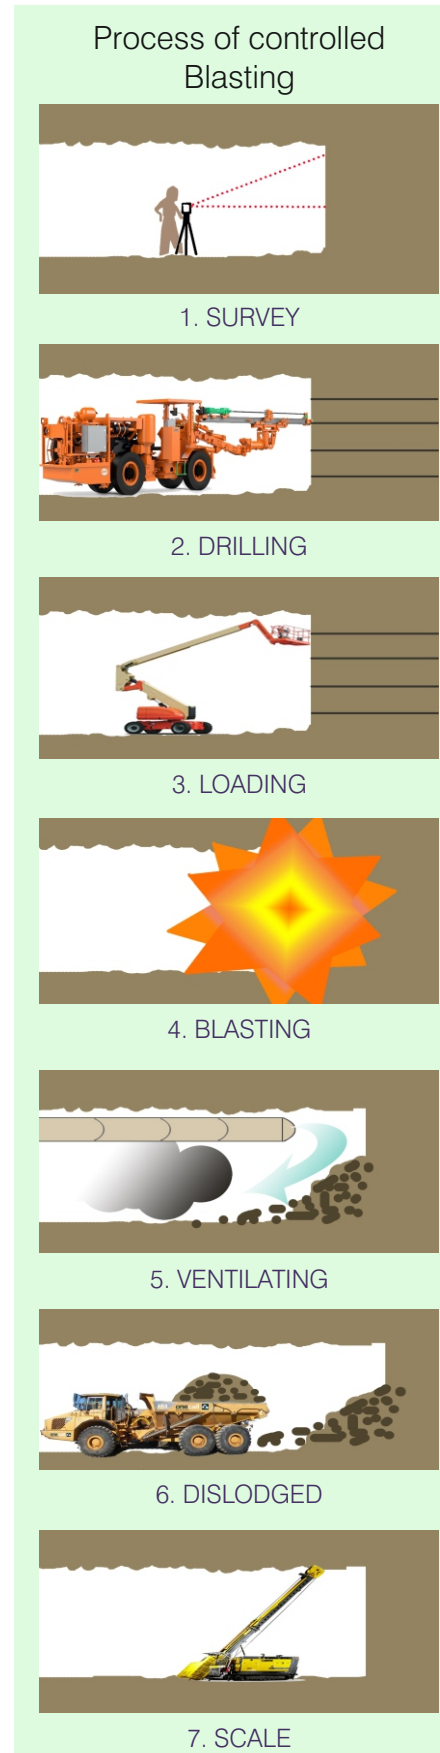 Process of controlled
Blasting
1. SURVEY
2. DRILLING
3. LOADING
4. BLASTING
5. VENTILATING
6. DISLODGED
7. SCALE